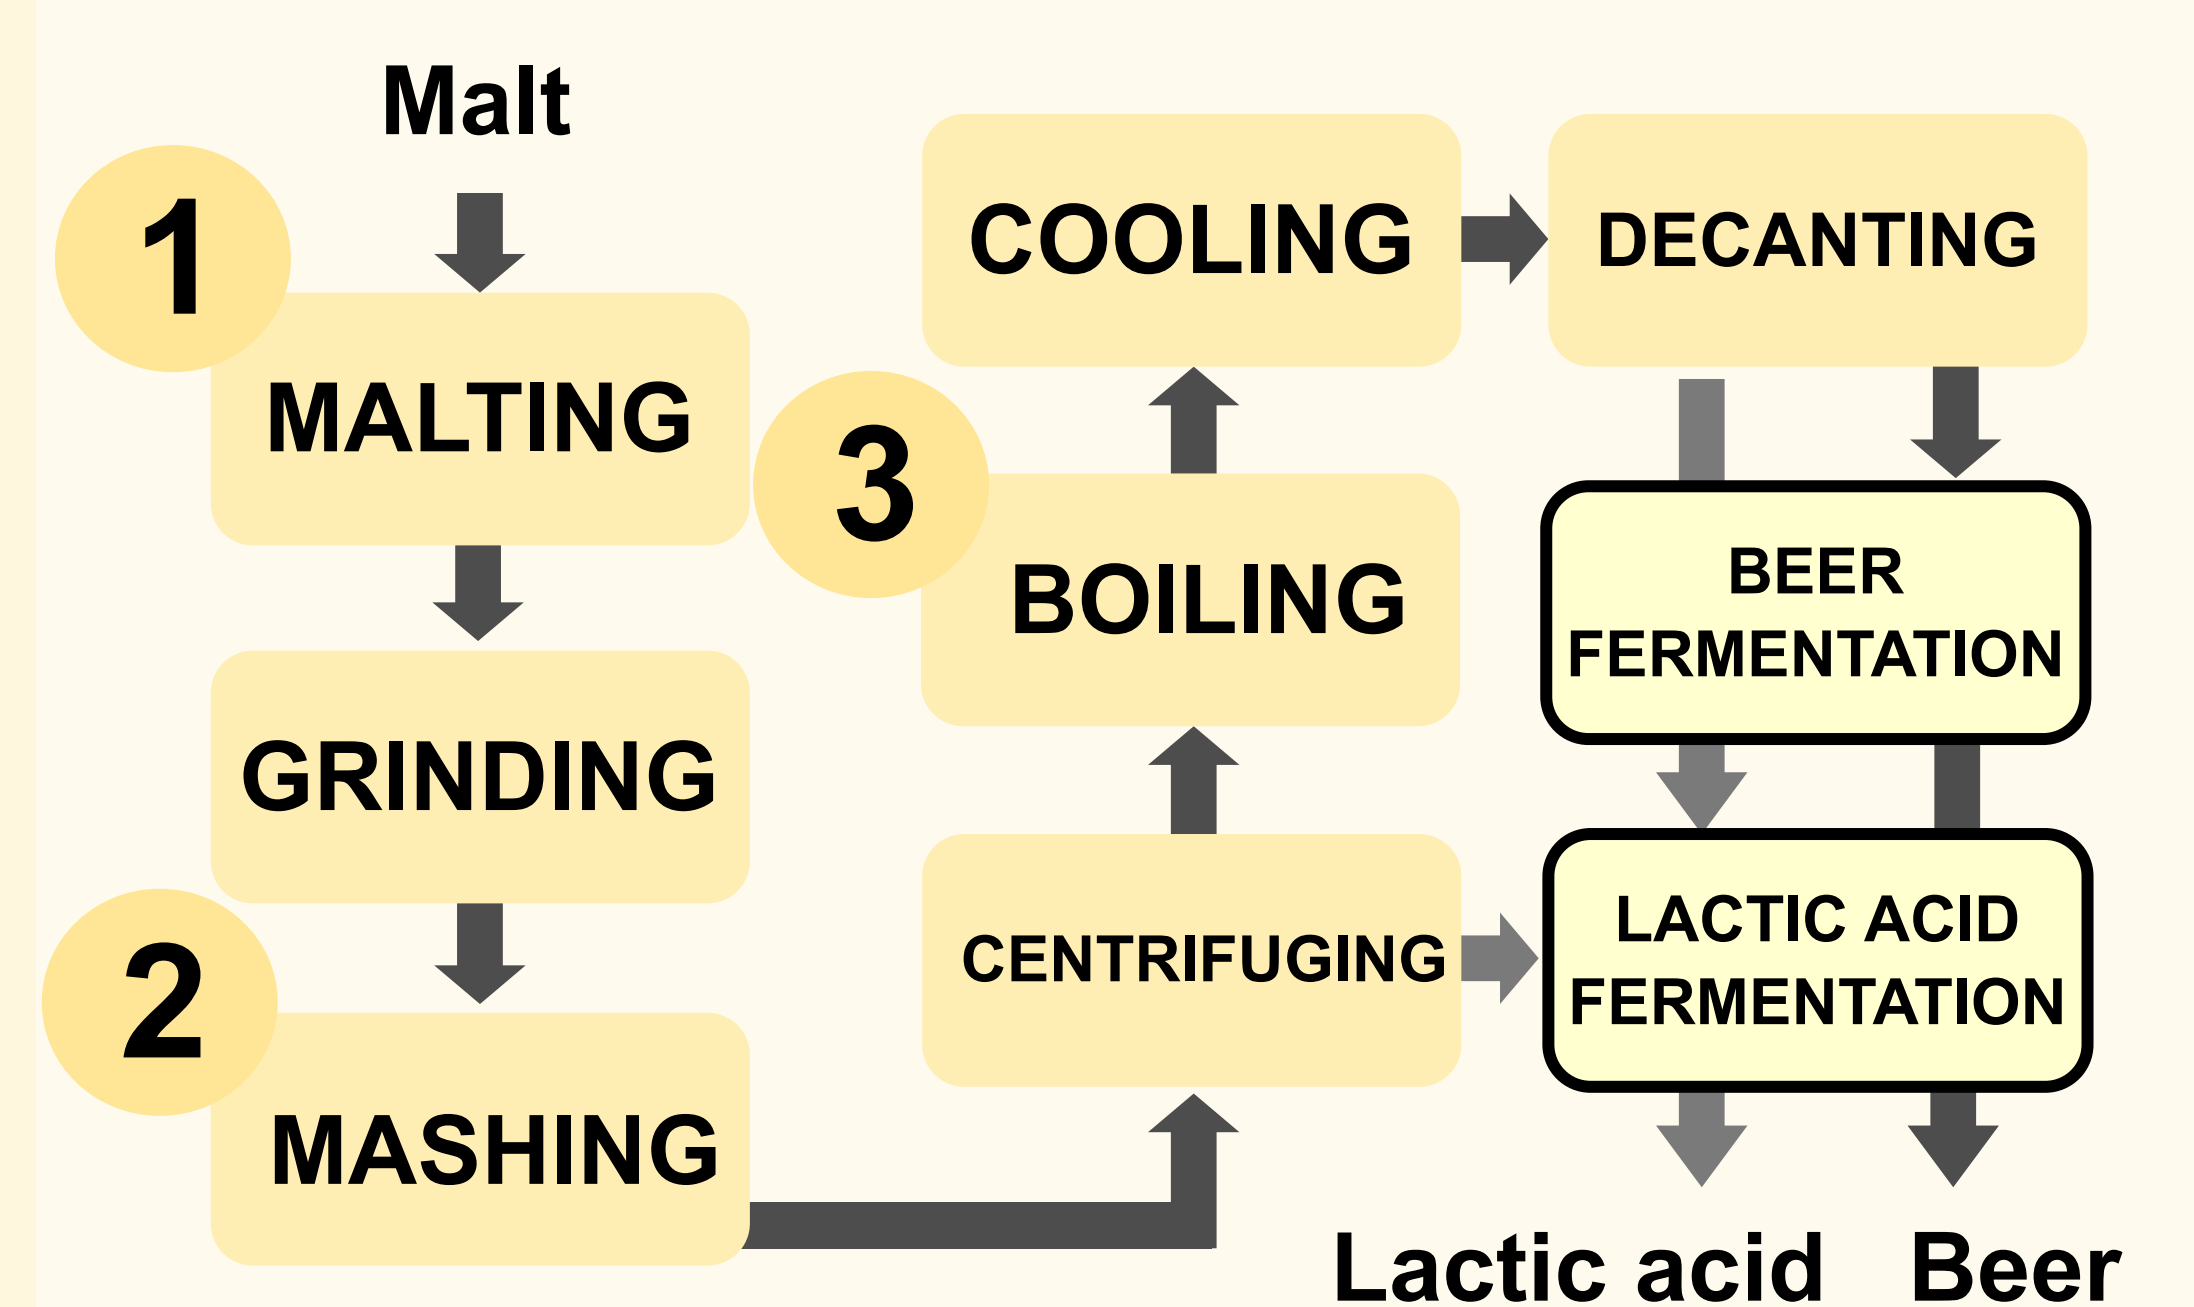 Malt
1
MALTING
GRINDING
2
MASHING
CENTRIFUGING
3
BOILING
COOLING
DECANTING
BEER
FERMENTATION
LACTIC ACID
FERMENTATION
Lactic acid
Beer